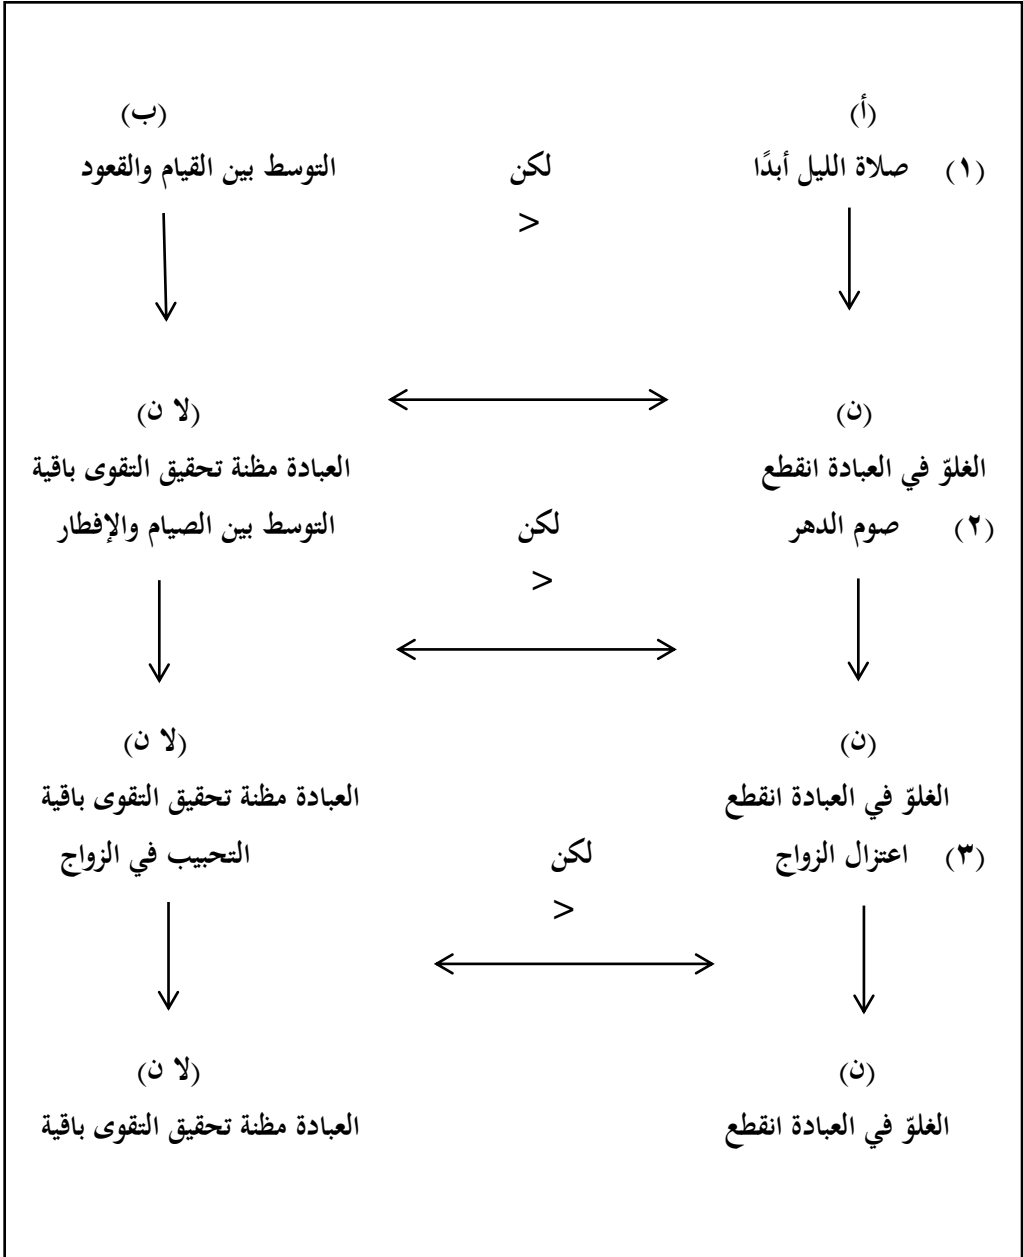 (أ) (ب)
(١) صلاة الليل أبدًا لكن التوسط بين القيام والقعود
>
(ن) (لا ن)
الغلوّ في العبادة انقطع العبادة مظنة تحقيق التقوى باقية
(٢) صوم الدهر لكن التوسط بين الصيام والإفطار
>
(ن) (لا ن)
الغلوّ في العبادة انقطع العبادة مظنة تحقيق التقوى باقية
(٣) اعتزال الزواج لكن التحبيب في الزواج
>
(ن) (لا ن)
الغلوّ في العبادة انقطع العبادة مظنة تحقيق التقوى باقية